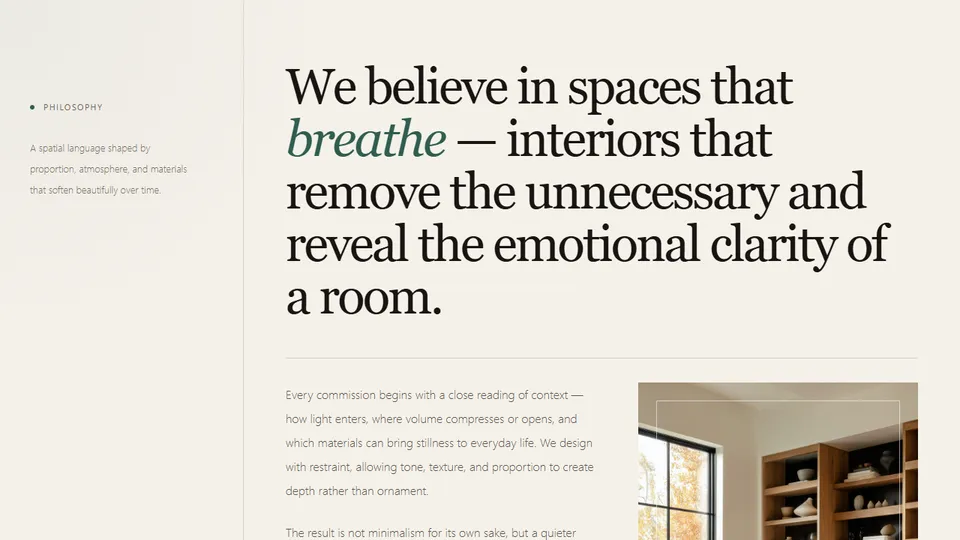 PHILOSOPHY
A spatial language shaped by
proportion, atmosphere, and materials
that soften beautifully over time.
We believe in spaces that
breathe — interiors that
remove the unnecessary and
reveal the emotional clarity of
a room.
Every commission begins with a close reading of context —
how light enters, where volume compresses or opens, and
which materials can bring stillness to everyday life. We design
with restraint, allowing tone, texture, and proportion to create
depth rather than ornament.
The result is not minimalism for its own sake, but a quieter